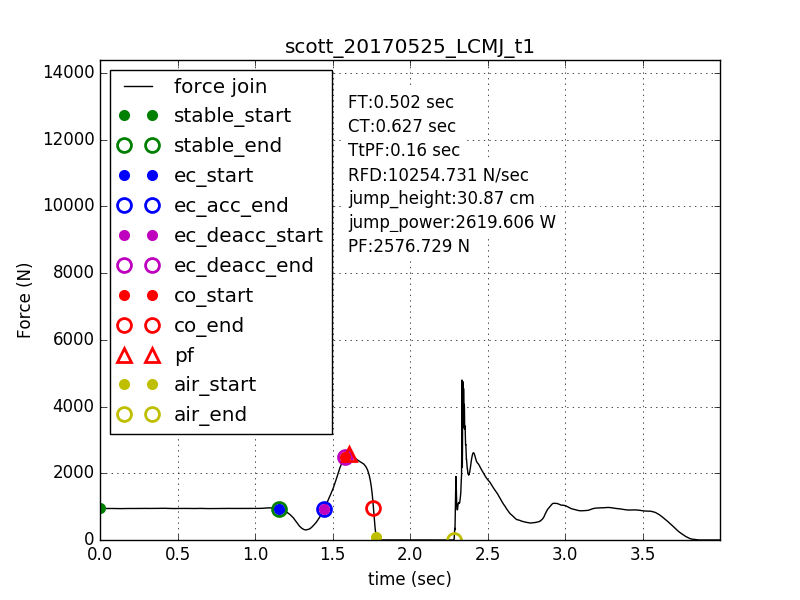 scott_20170525_LCMJ_t1
14000
12000
10000
8000
6000
4000
2000
0
Force (N)
force join
stable_start
stable_end
ec_start
ec_acc_end
ec_deacc_start
ec_deacc_end
co_start
co_end
pf
air_start
air_end
FT:0.502 sec
CT:0.627 sec
TtPF:0.16 sec
RFD:10254.731 N/sec
jump_height:30.87 cm
jump_power:2619.606 W
PF:2576.729 N
0.0 0.5 1.0 1.5 2.0 2.5 3.0 3.5
time (sec)